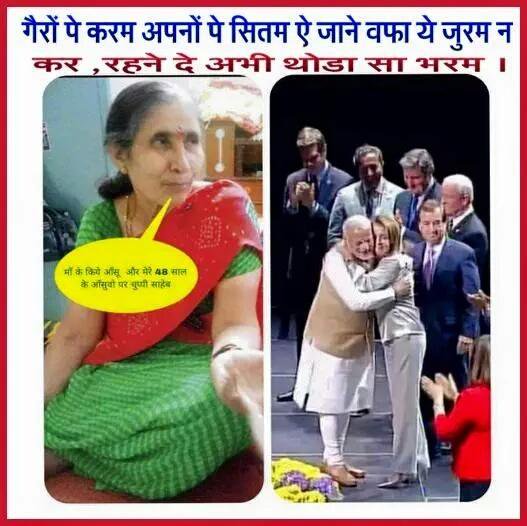 गैरों पे करम अपनों पे सितम ऐ जाने वफा ये जुरम न
कर ,रहने दे अभी थोडा सा भरम ।
माँ के किये आँसू और मेरे 48 साल
के आँसुवो पर चुप्पी साहेब